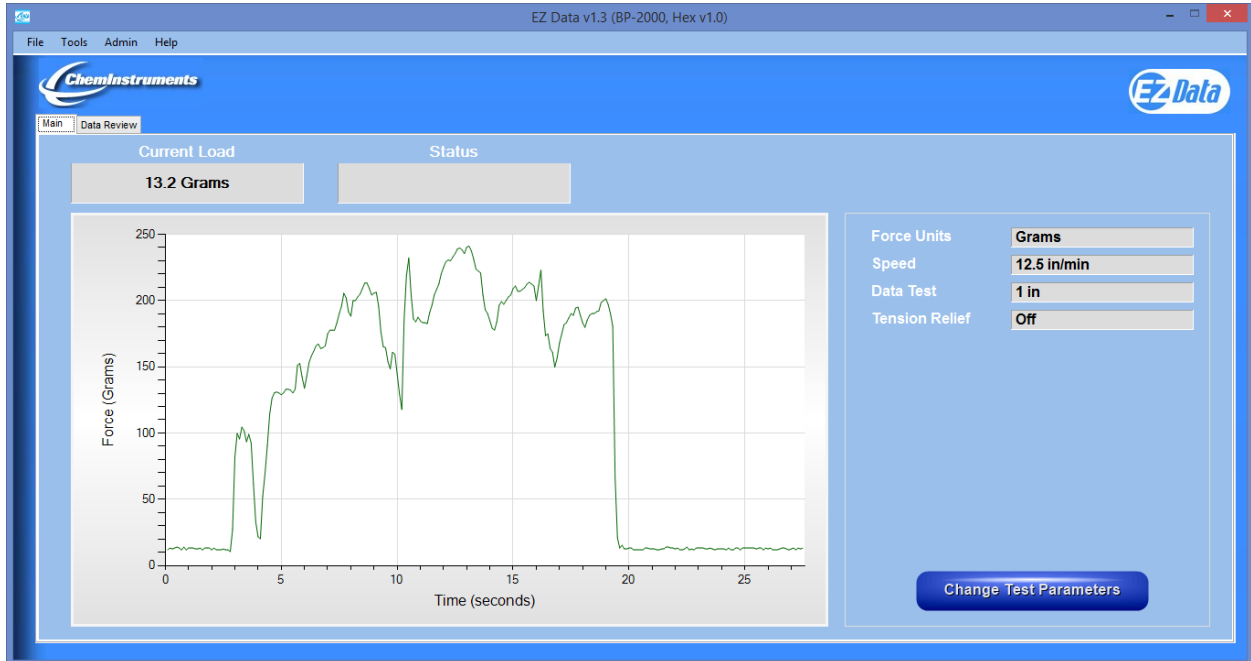 EZ Data v1.3 (BP-2000, Hex v1.0)
File Tools Admin Help
ChemInstruments
EZ Data
Main Data Review
Current Load Status
13.2 Grams
250
200
150
100
50
0
Force (Grams)
0 5 10 15 20 25
Time (seconds)
Force Units Grams
Speed 12.5 in/min
Data Test 1 in
Tension Relief Off
Change Test Parameters